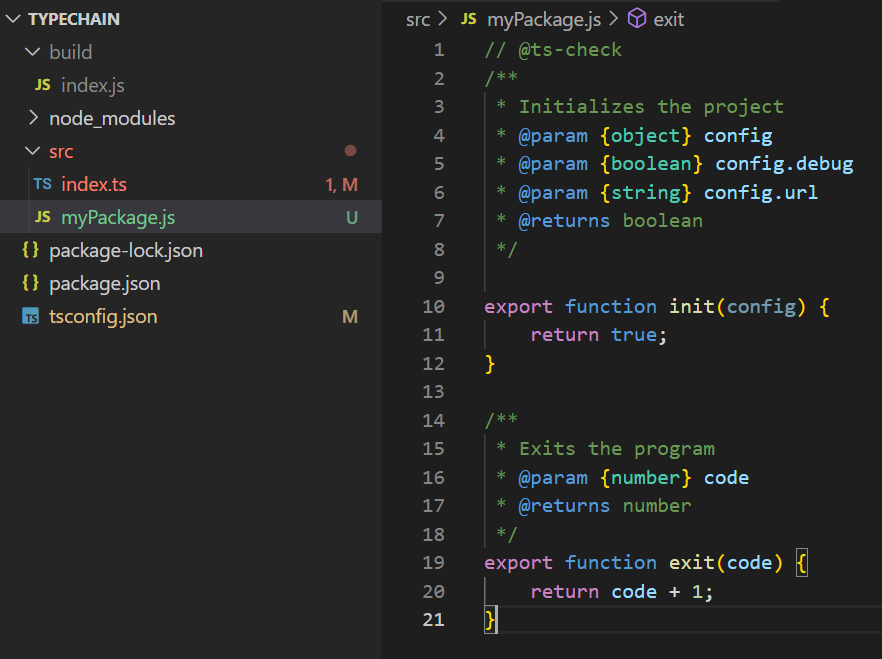 TYPECHAIN
build
JS index.js
node_modules
src
TS index.ts 1, M
JS myPackage.js U
{} package-lock.json
{} package.json
TS tsconfig.json M
src > JS myPackage.js > exit
1 // @ts-check
2 /**
3 * Initializes the project
4 * @param {object} config
5 * @param {boolean} config.debug
6 * @param {string} config.url
7 * @returns boolean
8 */
9
10 export function init(config) {
11 return true;
12 }
13
14 /**
15 * Exits the program
16 * @param {number} code
17 * @returns number
18 */
19 export function exit(code) {
20 return code + 1;
21 }